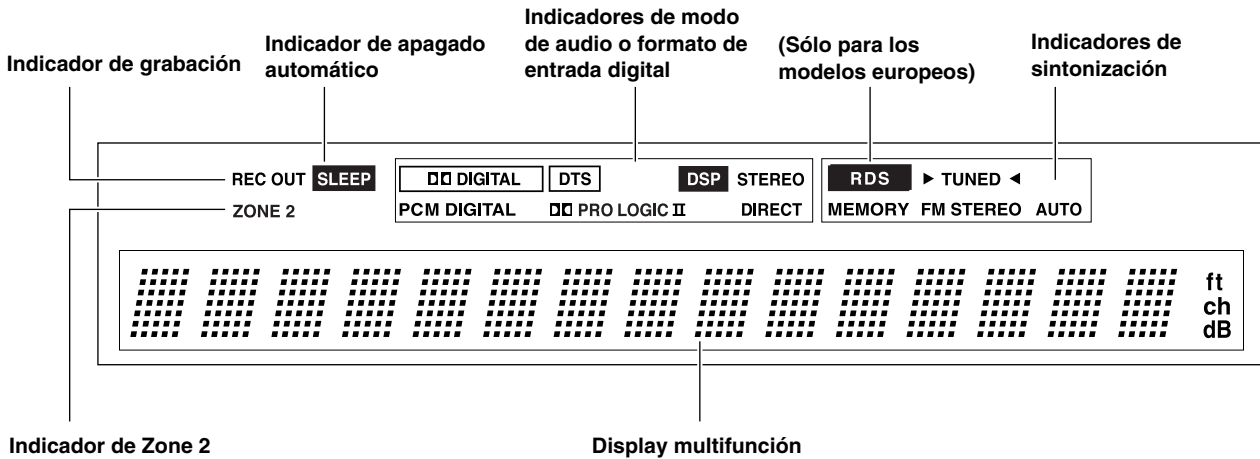 Indicador de grabación
Indicador de apagado
automático
Indicadores de modo
de audio o formato de
entrada digital
(Sólo para los
modelos europeos)
Indicadores de
sintonización
REC OUT SLEEP DIGITAL DTS DSP STEREO RDS ► TUNED ◄
ZONE 2 PCM DIGITAL PRO LOGIC II DIRECT MEMORY FM STEREO AUTO
ft
ch
dB
Indicador de Zone 2
Display multifunción